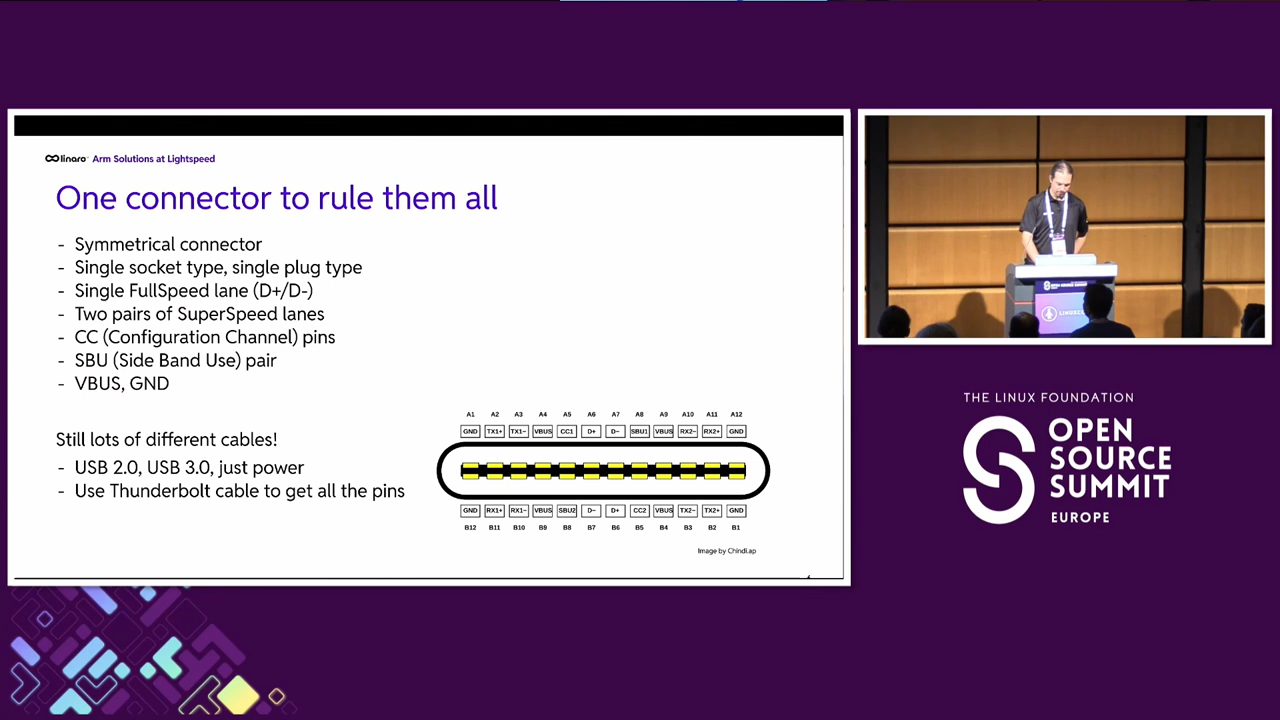 linaro Arm Solutions at Lightspeed
One connector to rule them all
- Symmetrical connector
- Single socket type, single plug type
- Single FullSpeed lane (D+/D-)
- Two pairs of SuperSpeed lanes
- CC (Configuration Channel) pins
- SBU (Side Band Use) pair
- VBUS, GND
Still lots of different cables!
- USB 2.0, USB 3.0, just power
- Use Thunderbolt cable to get all the pins
A1 A2 A3 A4 A5 A6 A7 A8 A9 A10 A11 A12
GND TX1+ TX1− VBUS CC1 D+ D− SBU1 VBUS RX2− RX2+ GND
GND RX1+ RX1− VBUS SBU2 D− D+ CC2 VBUS TX2− TX2+ GND
B12 B11 B10 B9 B8 B7 B6 B5 B4 B3 B2 B1
Image by Chindi.ap
OPEN SOURCE SUMMIT
THE LINUX FOUNDATION
OPEN
SOURCE
SUMMIT
EUROPE